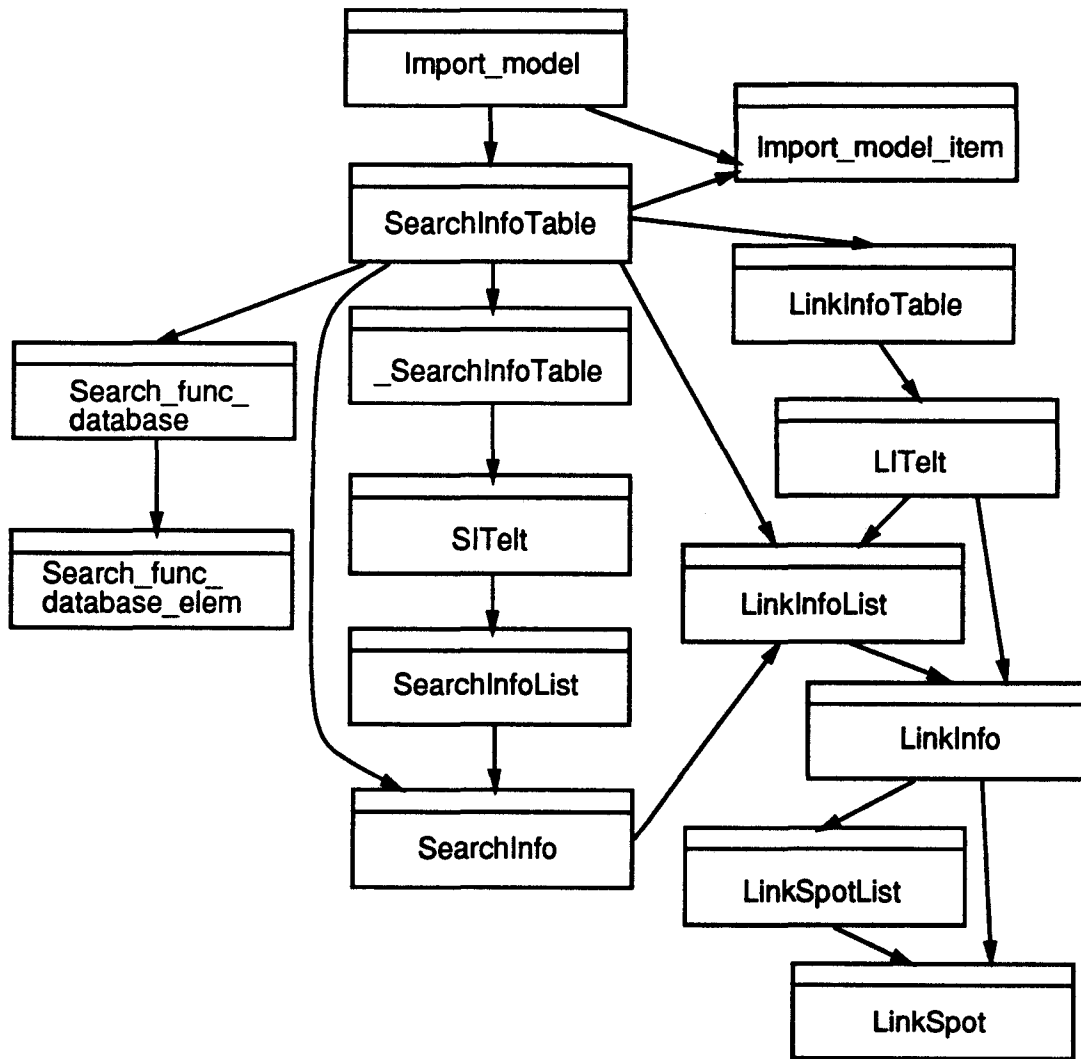 Import_model
Import_model_item
SearchInfoTable
LinkInfoTable
_SearchInfoTable
Search_func_
database
LITelt
SITelt
Search_func_
database_elem
LinkInfoList
SearchInfoList
LinkInfo
SearchInfo
LinkSpotList
LinkSpot